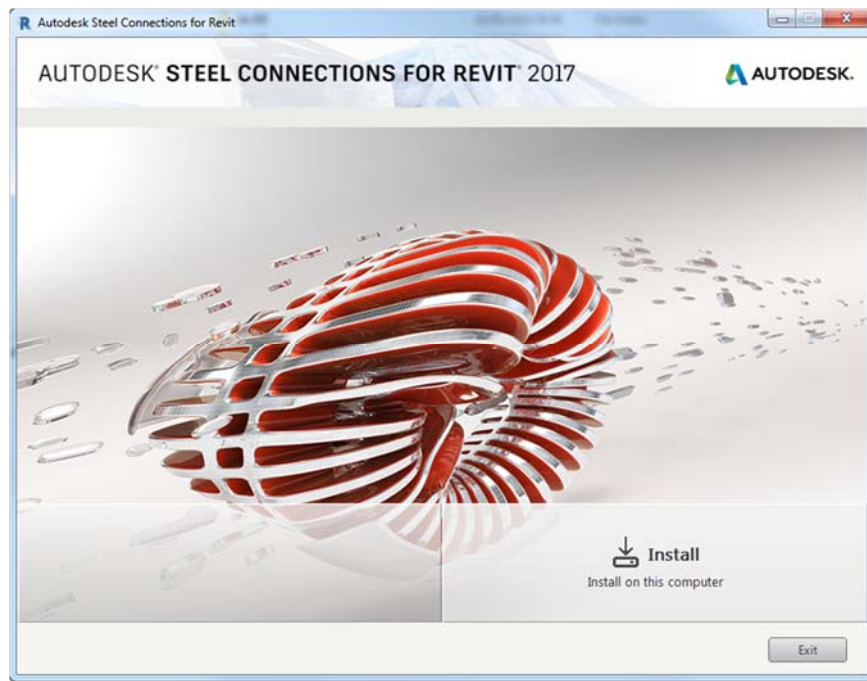 Autodesk Steel Connections for Revit
AUTODESK® STEEL CONNECTIONS FOR REVIT® 2017
AUTODESK.
Install
Install on this computer
Exit